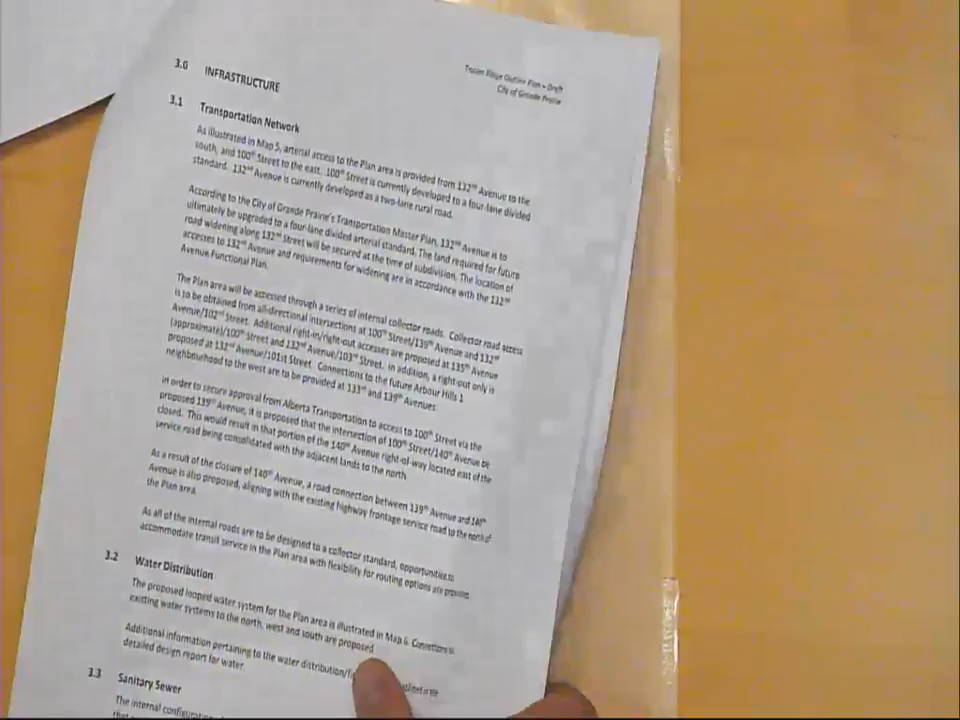 Outline Plan – Draft
City of Grande Prairie
3.0 INFRASTRUCTURE
3.1 Transportation Network
As illustrated in Map 5, arterial access to the Plan area is provided from 132nd Avenue to the
south, and 100th Street to the east. 100th Street is currently developed to a four-lane divided
standard. 132nd Avenue is currently developed as a two-lane rural road.
According to the City of Grande Prairie's Transportation Master Plan, 132nd Avenue is to
ultimately be upgraded to a four-lane divided arterial standard. The land required for future
road widening along 132nd Street will be secured at the time of subdivision. The location of
accesses to 132nd Avenue and requirements for widening are in accordance with the 132nd
Avenue Functional Plan.
The Plan area will be accessed through a series of internal collector roads. Collector road access
is to be obtained from all-directional intersections at 100th Street/139th Avenue and 132nd
Avenue/102nd Street. Additional right-in/right-out accesses are proposed at 135th Avenue
(approximate)/100th Street and 132nd Avenue/103rd Street. In addition, a right-out only is
proposed at 132nd Avenue/101st Street. Connections to the future Arbour Hills 1
neighbourhood to the west are to be provided at 133rd and 139th Avenues.
In order to secure approval from Alberta Transportation to access to 100th Street via the
proposed 139th Avenue, it is proposed that the intersection of 100th Street/140th Avenue be
closed. This would result in that portion of the 140th Avenue right-of-way located east of the
service road being consolidated with the adjacent lands to the north.
As a result of the closure of 140th Avenue, a road connection between 139th Avenue and 140th
Avenue is also proposed, aligning with the existing highway frontage service road to the north of
the Plan area.
As all of the internal roads are to be designed to a collector standard, opportunities to
accommodate transit service in the Plan area with flexibility for routing options are provided.
3.2 Water Distribution
The proposed looped water system for the Plan area is illustrated in Map 6. Connections to
existing water systems to the north, west and south are proposed.
Additional information pertaining to the water distribution/
detailed design report for water.
3.3 Sanitary Sewer
The internal